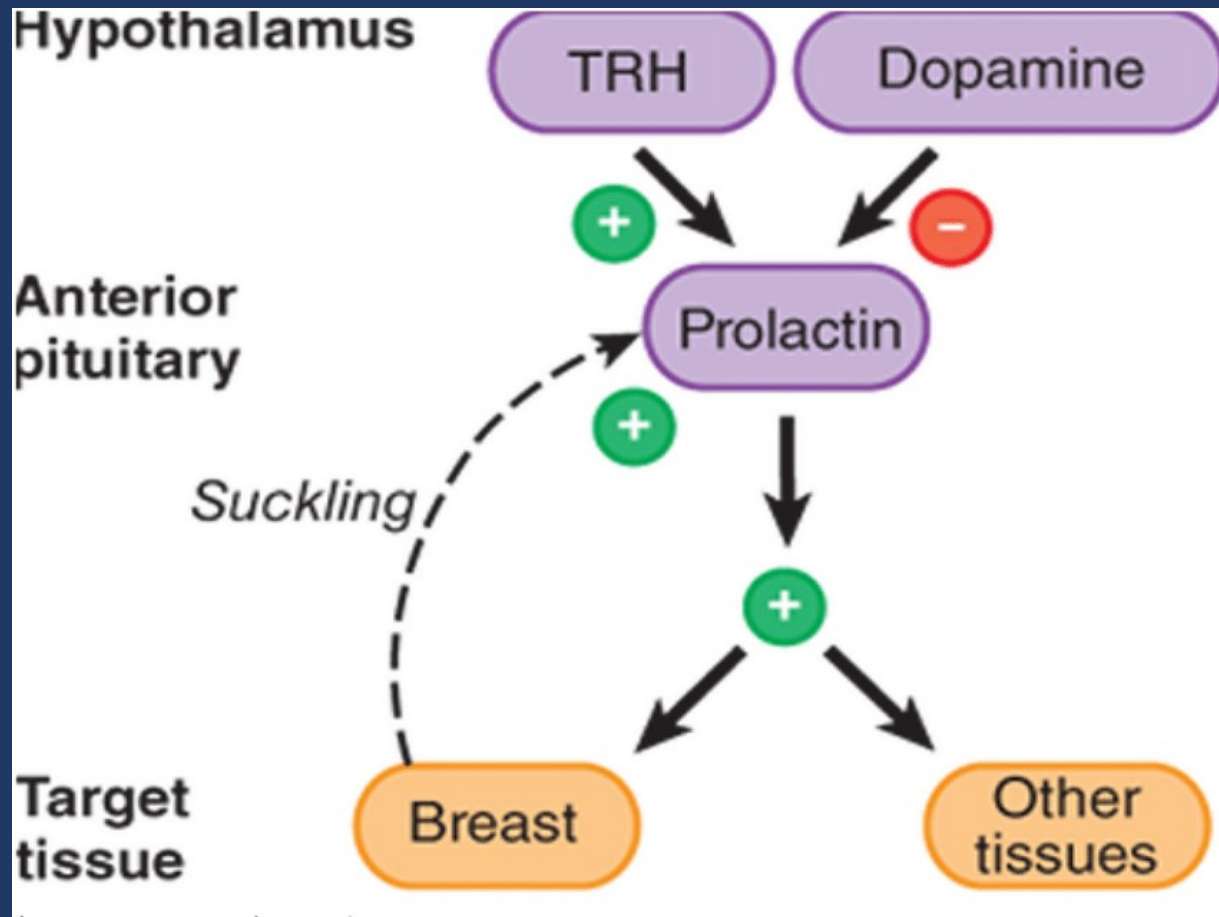 Hypothalamus
TRH
Dopamine
+
−
Anterior
pituitary
Prolactin
+
Suckling
+
Target
tissue
Breast
Other
tissues